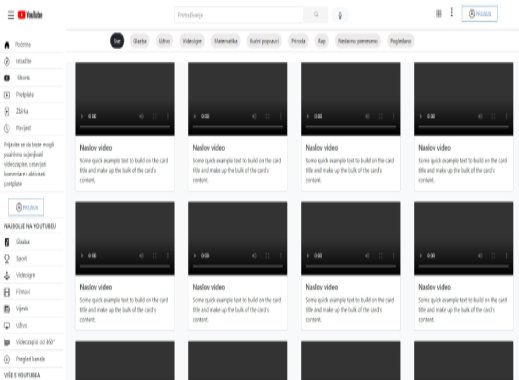 YouTube
Pretraživanje
PRIJAVA
Sve
Glazba
Uživo
Videoigre
Matematika
Kućni popravci
Priroda
Rap
Nedavno preneseno
Pogledano
Početna
Istražite
Shorts
Pretplate
Zbirka
Povijest
Prijavite se da biste mogli
komentare i aktivirati
pretplate
PRIJAVA
NAJBOLJE NA YOUTUBEU
Glazba
Sport
Videoigre
Filmovi
Vijesti
Uživo
Videozapisi od 360°
Pregled kanala
VIŠE S YOUTUBEA
0:00
0:00
0:00
0:00
Naslov video
Some quick example text to build on the card
title and make up the bulk of the card's
content.
Naslov video
Some quick example text to build on the card
title and make up the bulk of the card's
content.
Naslov video
Some quick example text to build on the card
title and make up the bulk of the card's
content.
Naslov video
Some quick example text to build on the card
title and make up the bulk of the card's
content.
0:00
0:00
0:00
0:00
Naslov video
Some quick example text to build on the card
title and make up the bulk of the card's
content.
Naslov video
Some quick example text to build on the card
title and make up the bulk of the card's
content.
Naslov video
Some quick example text to build on the card
title and make up the bulk of the card's
content.
Naslov video
Some quick example text to build on the card
title and make up the bulk of the card's
content.